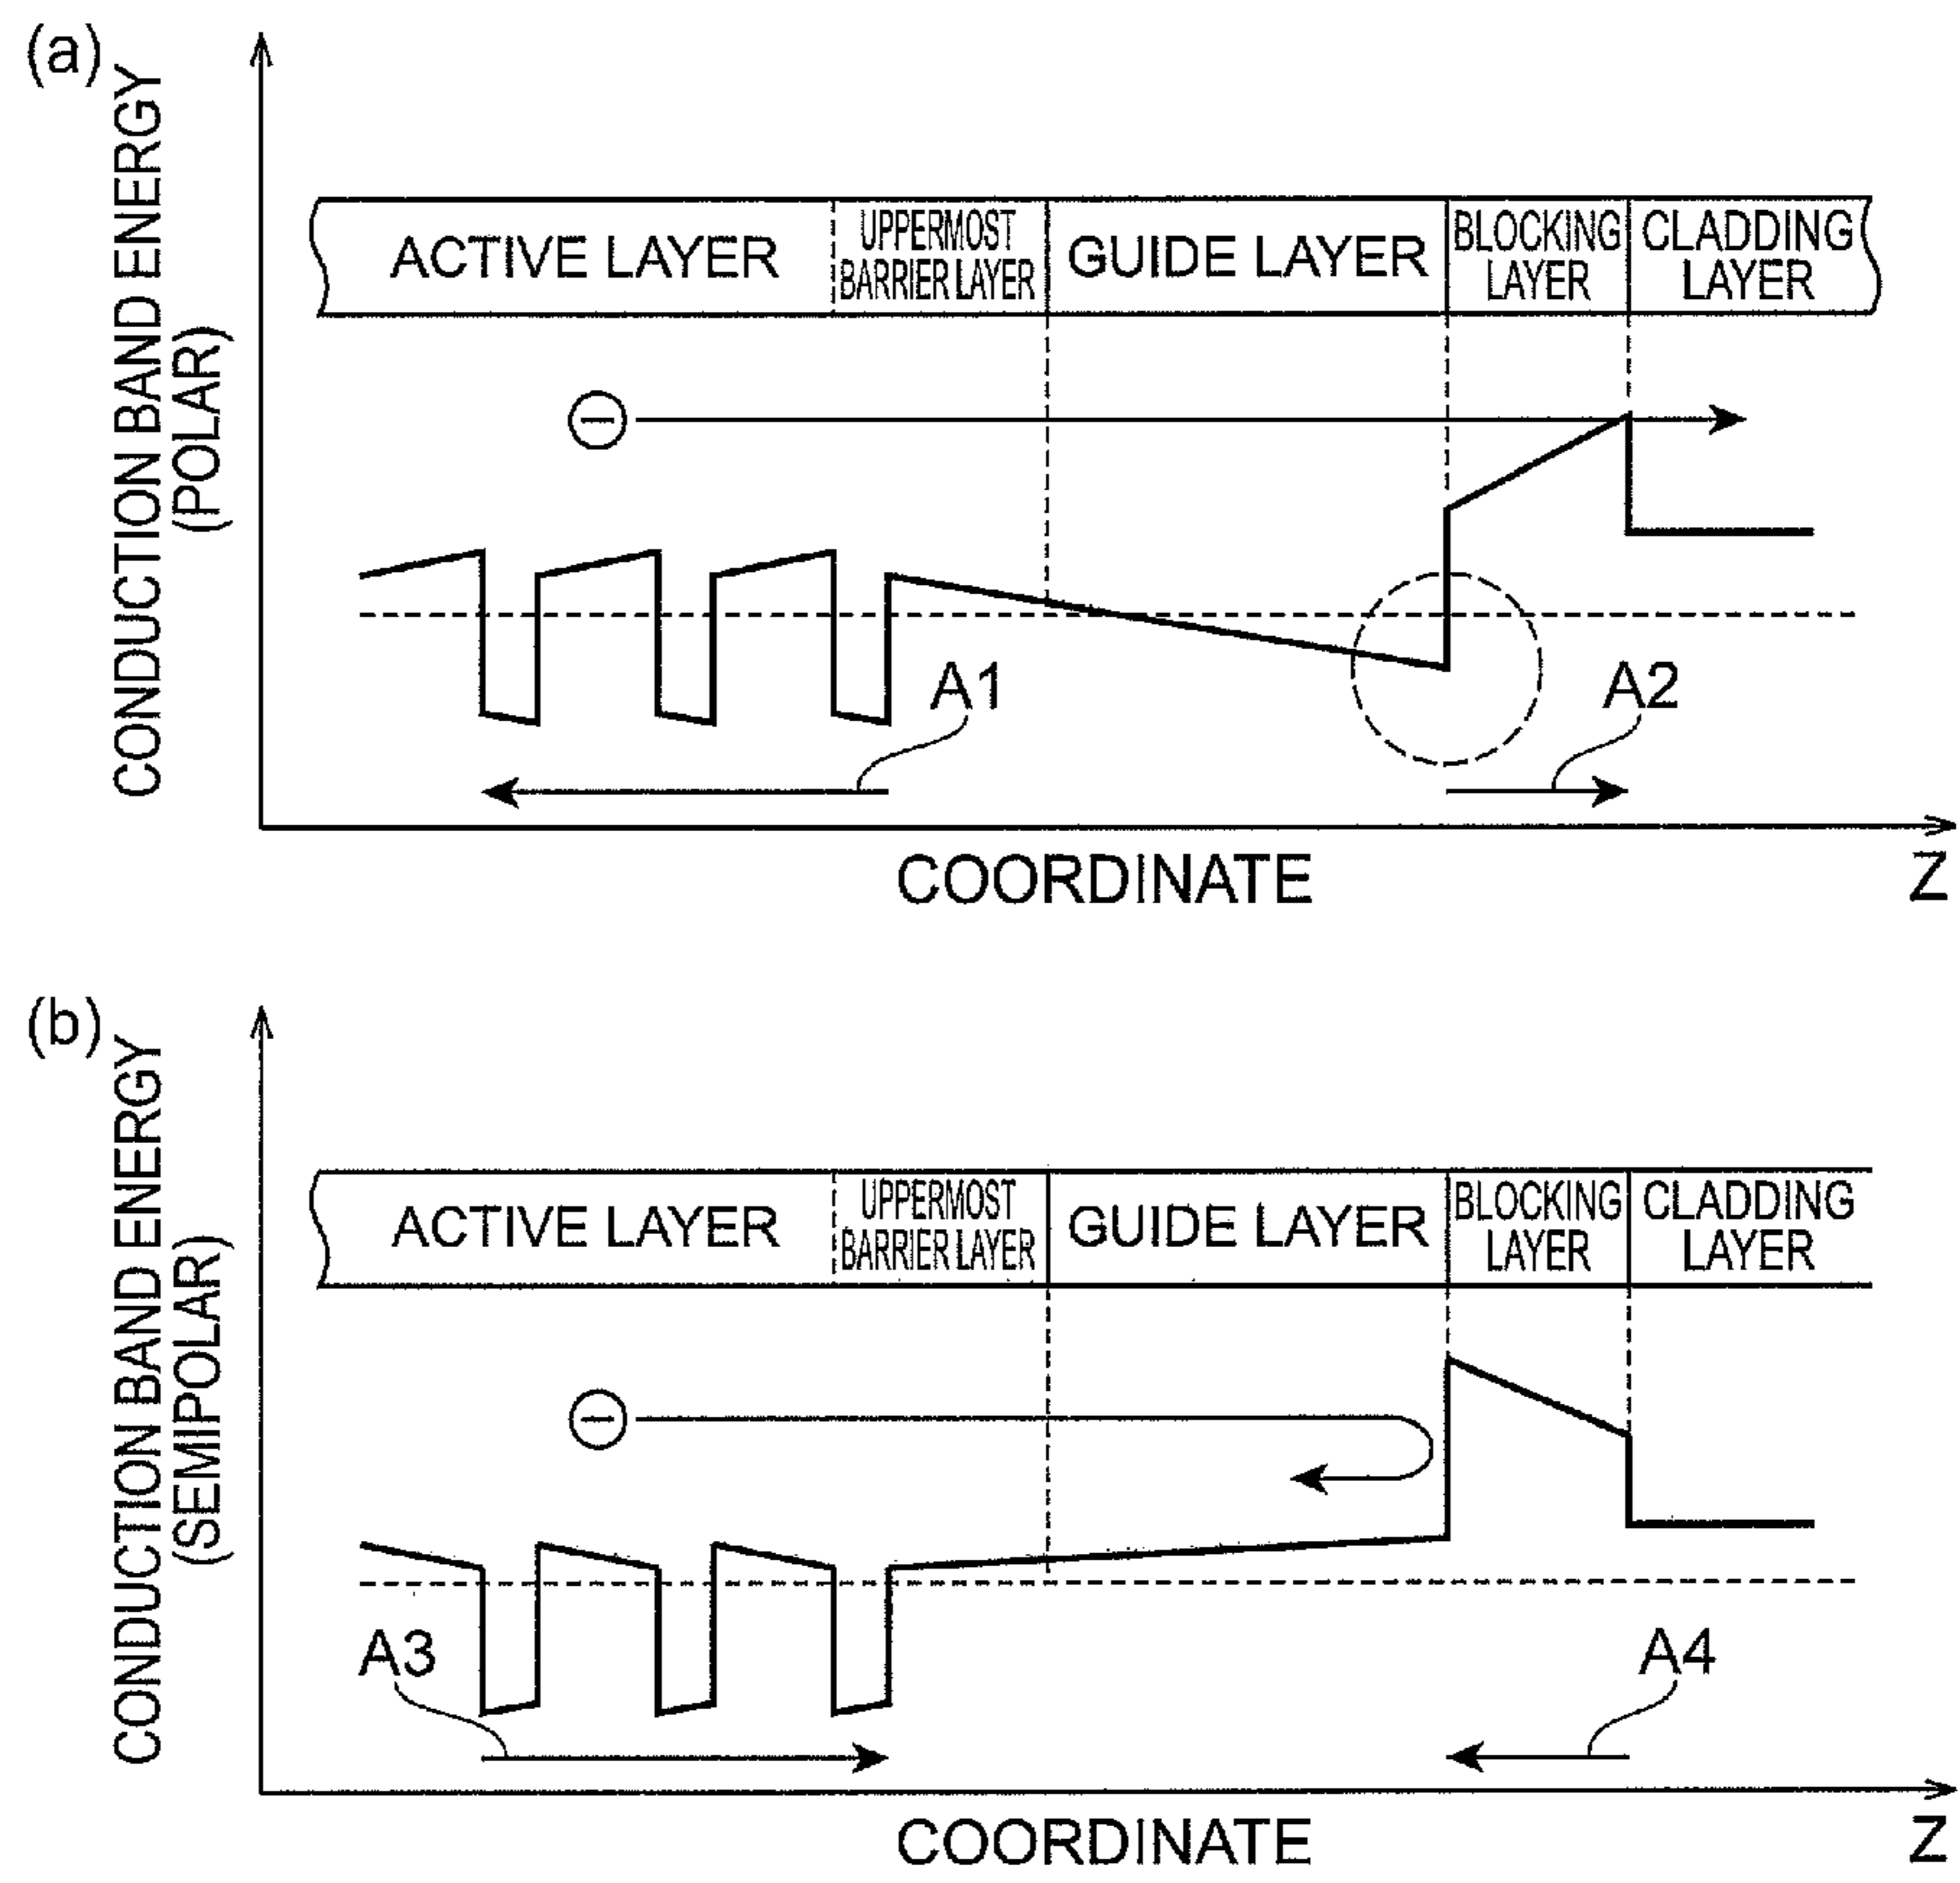 (a)
CONDUCTION BAND ENERGY
(POLAR)
ACTIVE LAYER
UPPERMOST
BARRIER LAYER
GUIDE LAYER
BLOCKING
LAYER
CLADDING
LAYER
A1
A2
COORDINATE
Z
(b)
CONDUCTION BAND ENERGY
(SEMIPOLAR)
ACTIVE LAYER
UPPERMOST
BARRIER LAYER
GUIDE LAYER
BLOCKING
LAYER
CLADDING
LAYER
A3
A4
COORDINATE
Z